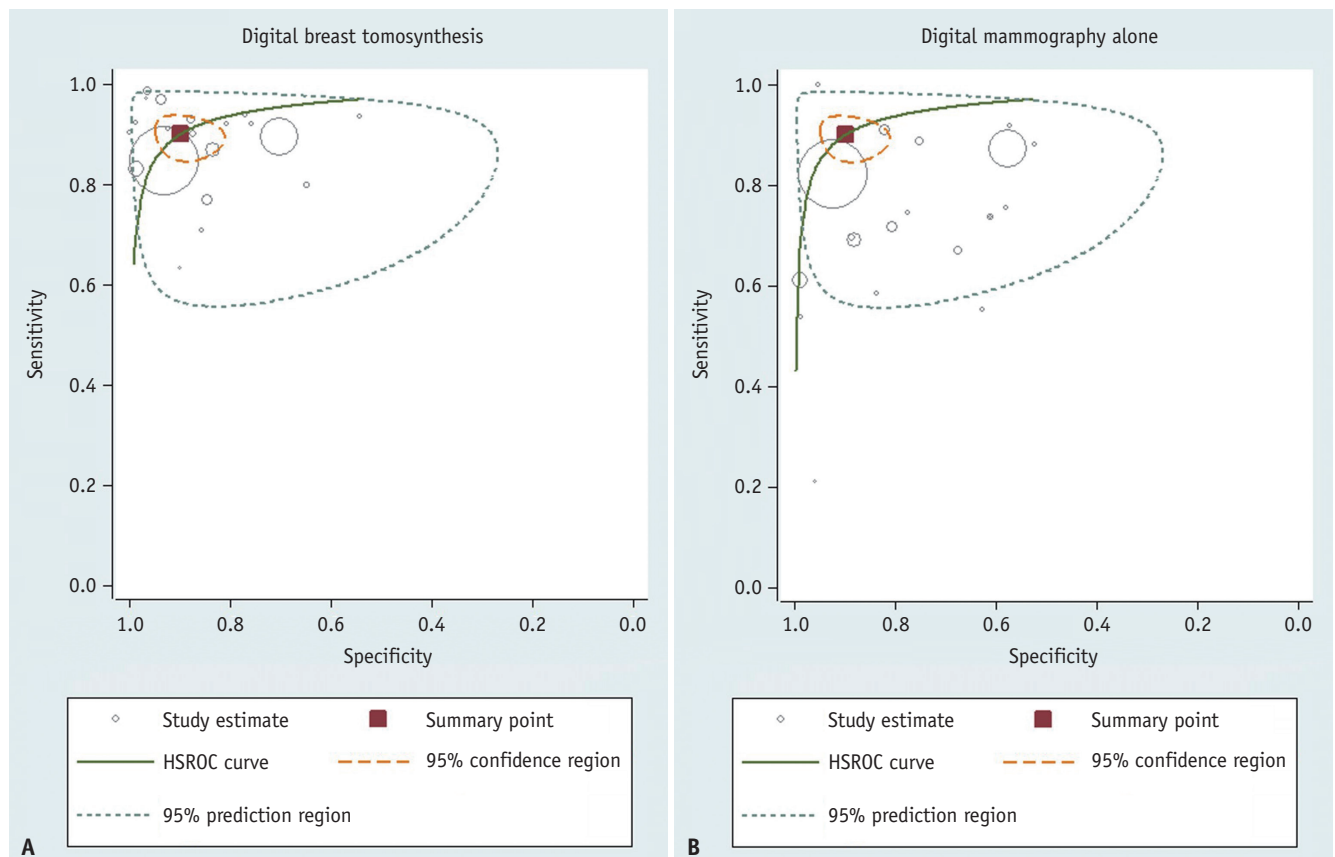 Digital breast tomosynthesis
1.0
0.8
0.6
0.4
0.2
0.0
Sensitivity
1.0 0.8 0.6 0.4 0.2 0.0
Specificity
Study estimate Summary point
HSROC curve 95% confidence region
95% prediction region
A
Digital mammography alone
1.0
0.8
0.6
0.4
0.2
0.0
Sensitivity
1.0 0.8 0.6 0.4 0.2 0.0
Specificity
Study estimate Summary point
HSROC curve 95% confidence region
95% prediction region
B